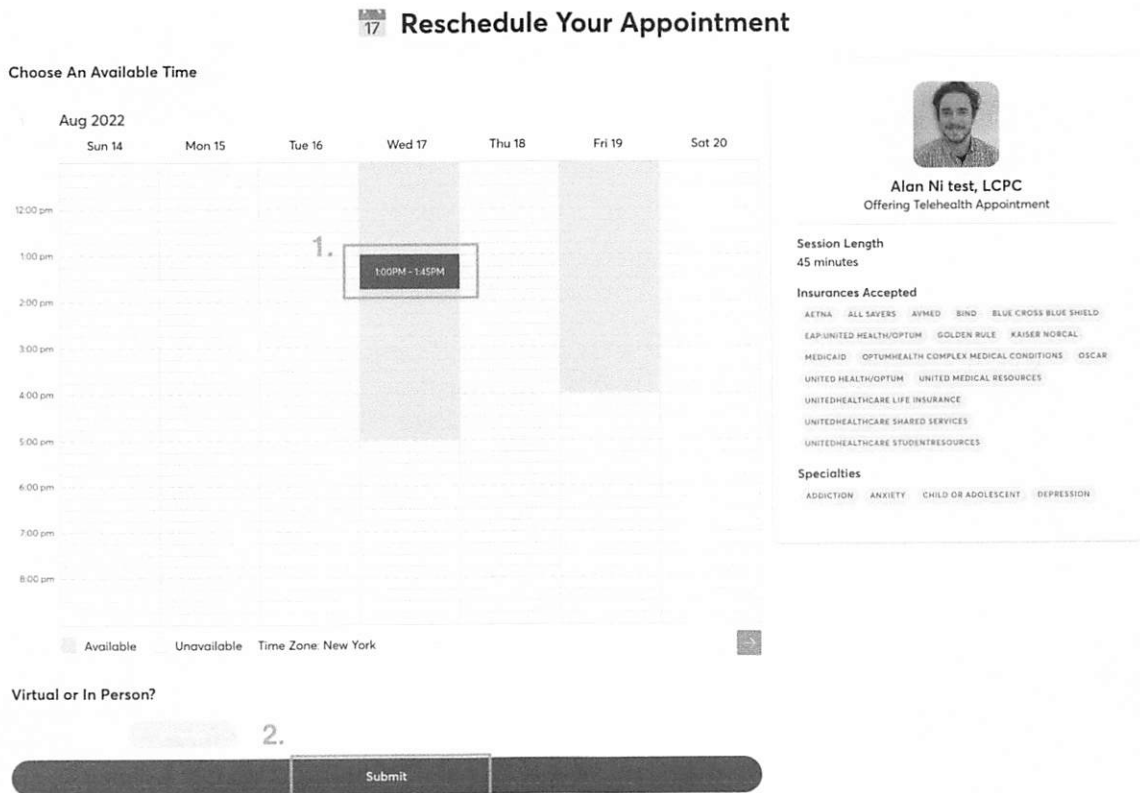 17 Reschedule Your Appointment
Choose An Available Time
Aug 2022
Sun 14 Mon 15 Tue 16 Wed 17 Thu 18 Fri 19 Sat 20
12:00 pm
1:00 pm
2:00 pm
3:00 pm
4:00 pm
5:00 pm
6:00 pm
7:00 pm
8:00 pm
1.
1:00PM - 1:45PM
Available Unavailable Time Zone: New York
Virtual or In Person?
2.
Submit
Alan Ni test, LCPC
Offering Telehealth Appointment
Session Length
45 minutes
Insurances Accepted
AETNA ALL SAVERS AVMED BIND BLUE CROSS BLUE SHIELD
EAP:UNITED HEALTH/OPTUM GOLDEN RULE KAISER NORCAL
MEDICAID OPTUMHEALTH COMPLEX MEDICAL CONDITIONS OSCAR
UNITED HEALTH/OPTUM UNITED MEDICAL RESOURCES
UNITEDHEALTHCARE LIFE INSURANCE
UNITEDHEALTHCARE SHARED SERVICES
UNITEDHEALTHCARE STUDENTRESOURCES
Specialties
ADDICTION ANXIETY CHILD OR ADOLESCENT DEPRESSION